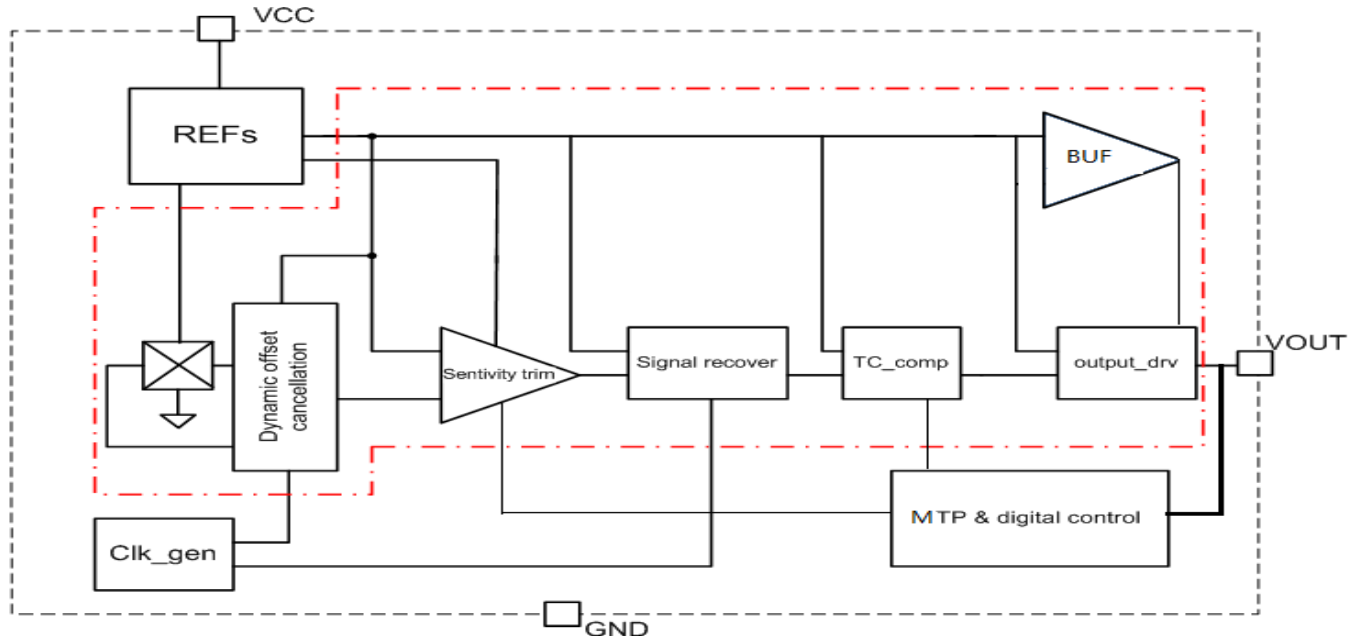 VCC
REFs
BUF
VOUT
Dynamic offset
cancellation
Sentivity trim
Signal recover
TC_comp
output_drv
MTP & digital control
Clk_gen
GND